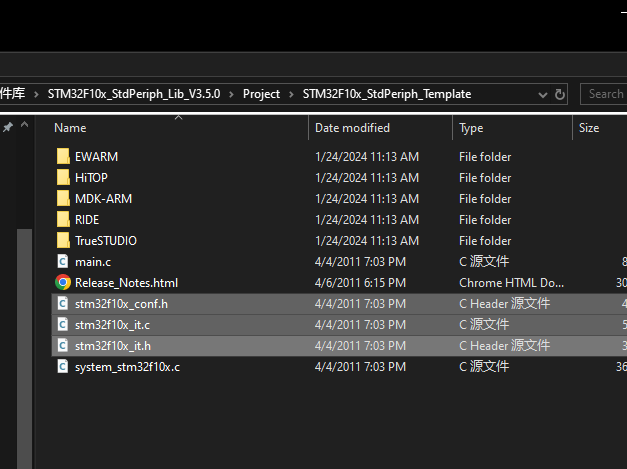 件库 > STM32F10x_StdPeriph_Lib_V3.5.0 > Project > STM32F10x_StdPeriph_Template Search
Name Date modified Type Size
EWARM 1/24/2024 11:13 AM File folder
HiTOP 1/24/2024 11:13 AM File folder
MDK-ARM 1/24/2024 11:13 AM File folder
RIDE 1/24/2024 11:13 AM File folder
TrueSTUDIO 1/24/2024 11:13 AM File folder
main.c 4/4/2011 7:03 PM C 源文件 8
Release_Notes.html 4/6/2011 6:15 PM Chrome HTML Do... 30
stm32f10x_conf.h 4/4/2011 7:03 PM C Header 源文件 4
stm32f10x_it.c 4/4/2011 7:03 PM C 源文件 5
stm32f10x_it.h 4/4/2011 7:03 PM C Header 源文件 3
system_stm32f10x.c 4/4/2011 7:03 PM C 源文件 36